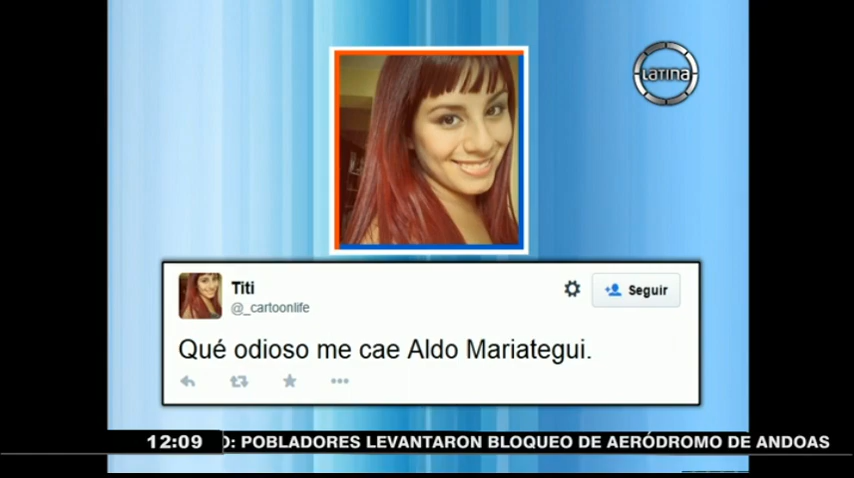 LATINA
Titi
@_cartoonlife
Seguir
Qué odioso me cae Aldo Mariategui.
12:09
O: POBLADORES LEVANTARON BLOQUEO DE AERÓDROMO DE ANDOAS